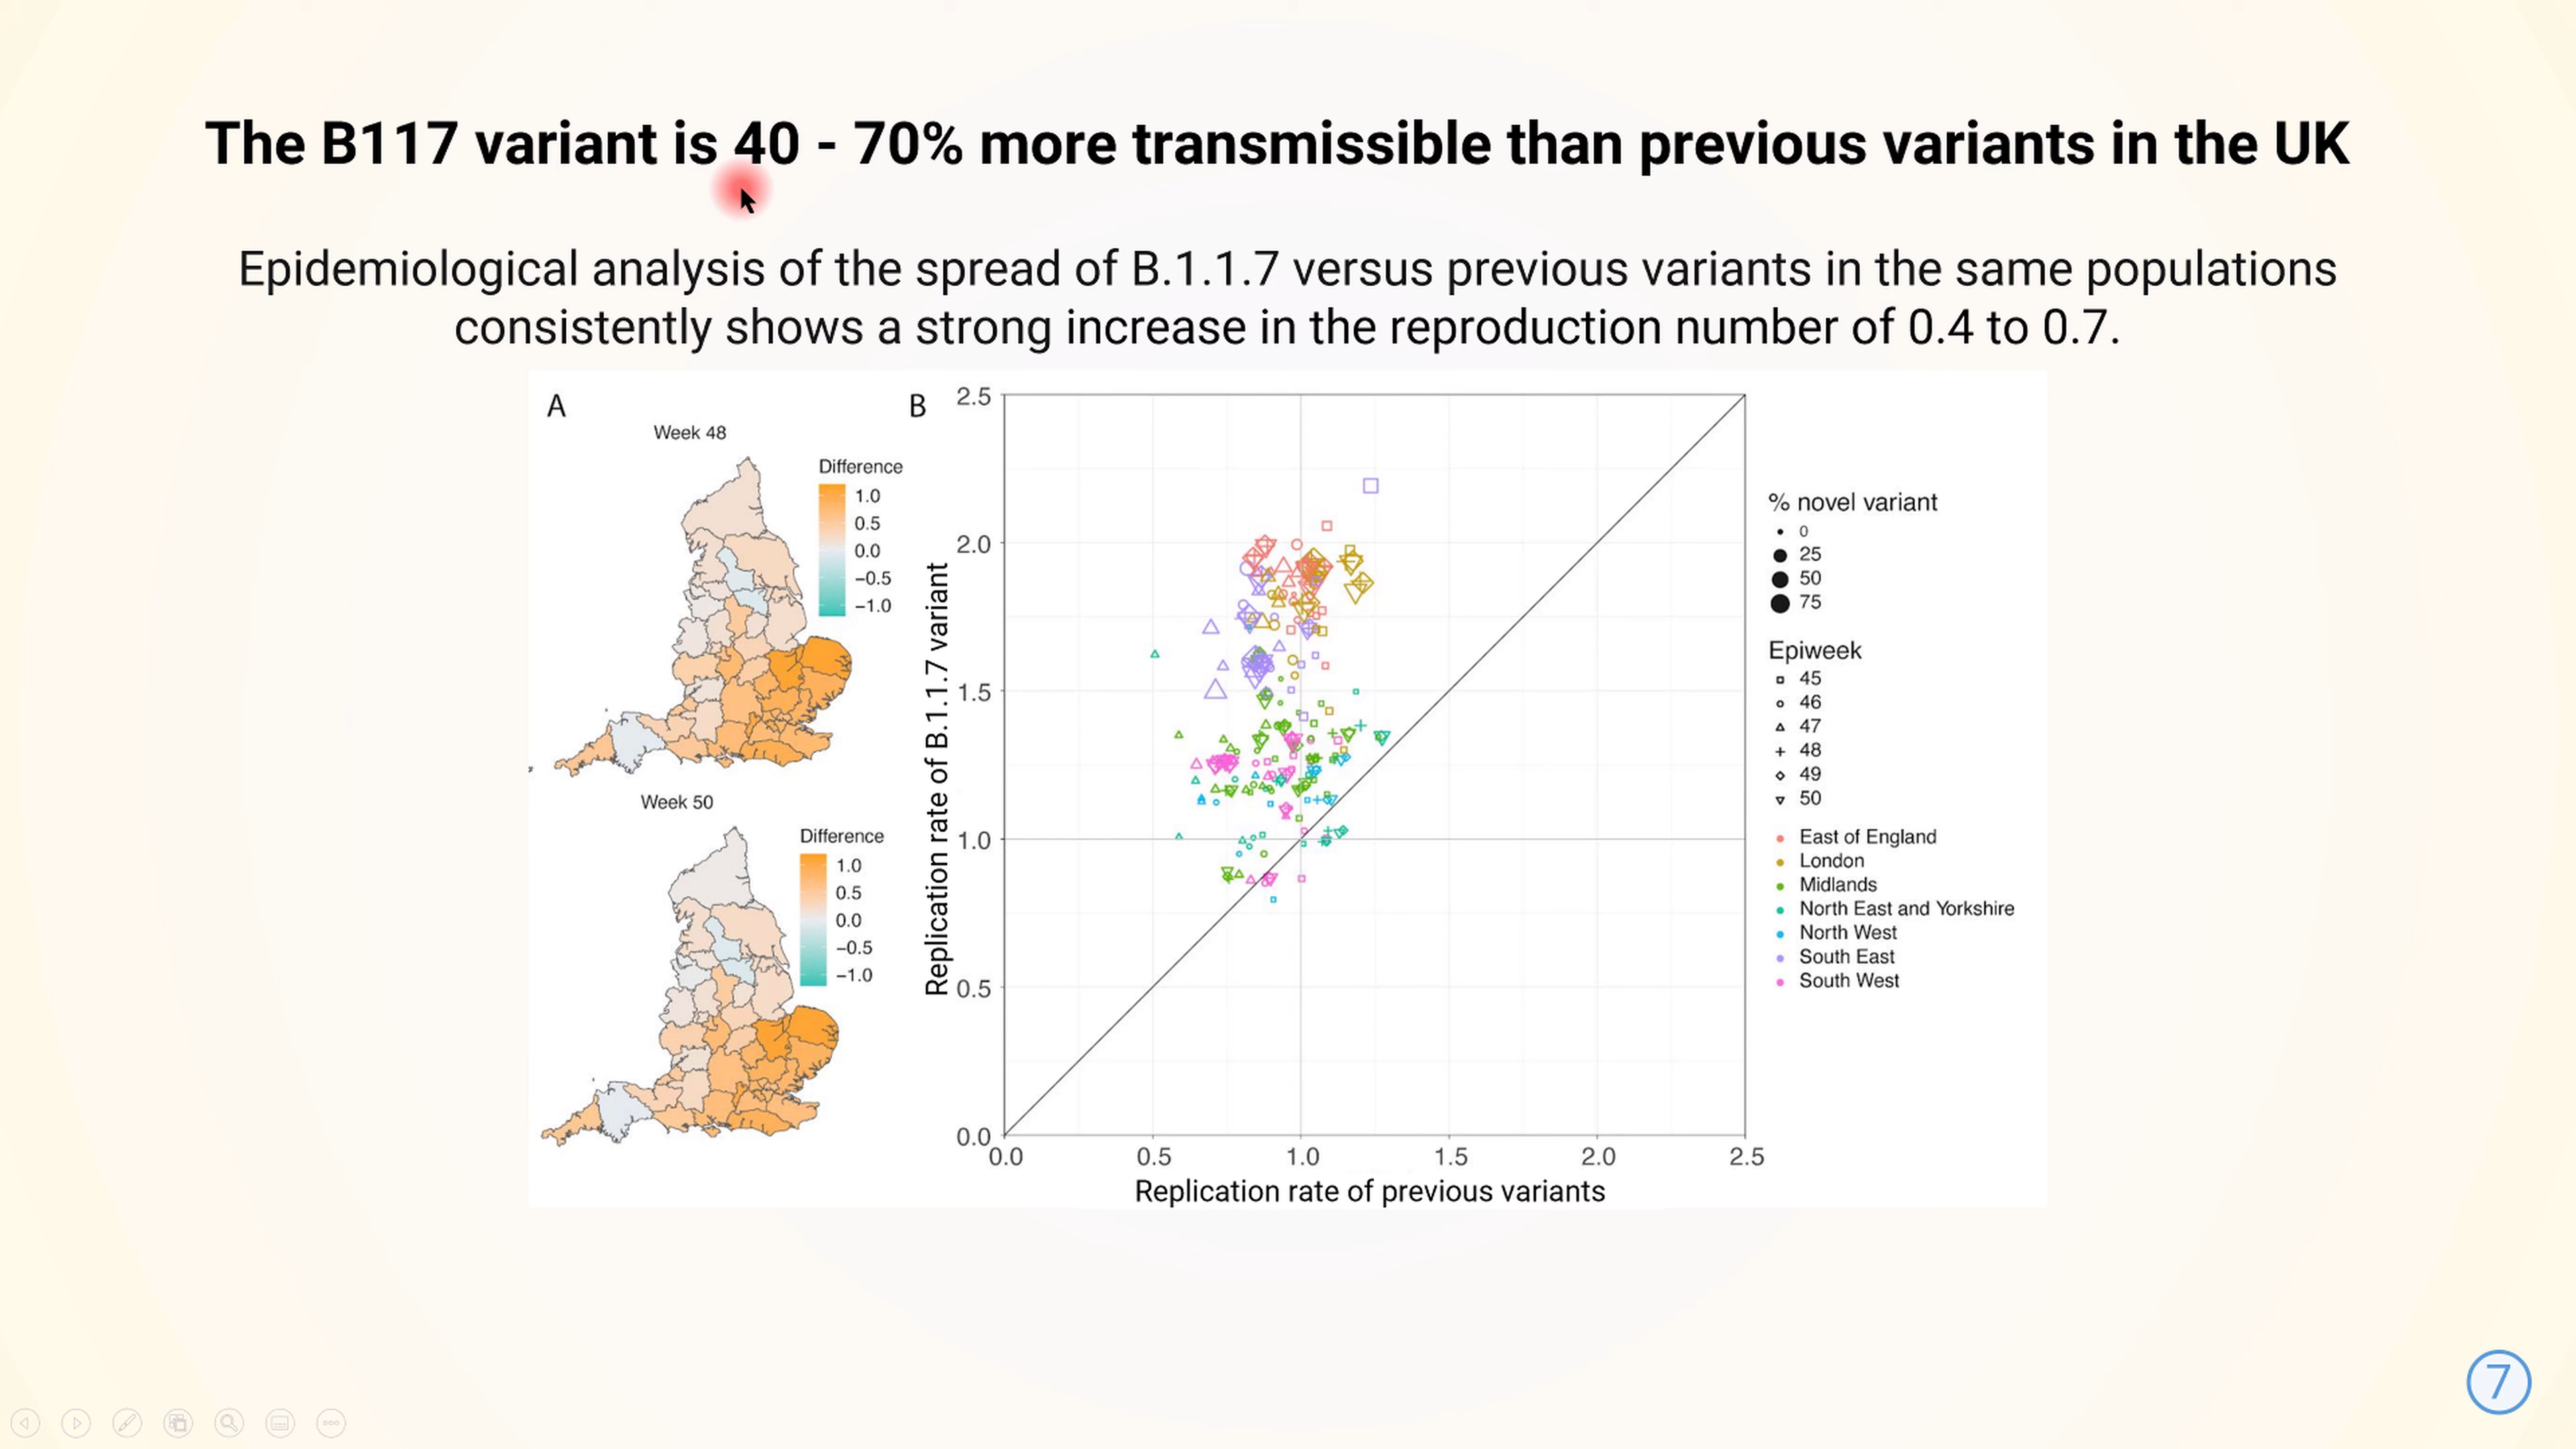 The B117 variant is 40 - 70% more transmissible than previous variants in the UK
Epidemiological analysis of the spread of B.1.1.7 versus previous variants in the same populations
consistently shows a strong increase in the reproduction number of 0.4 to 0.7.
A
Week 48
Difference
1.0
0.5
0.0
−0.5
−1.0
Week 50
Difference
1.0
0.5
0.0
−0.5
−1.0
B
Replication rate of B.1.1.7 variant
2.5
2.0
1.5
1.0
0.5
0.0
0.0 0.5 1.0 1.5 2.0 2.5
Replication rate of previous variants
% novel variant
0
25
50
75
Epiweek
45
46
47
48
49
50
East of England
London
Midlands
North East and Yorkshire
North West
South East
South West
7